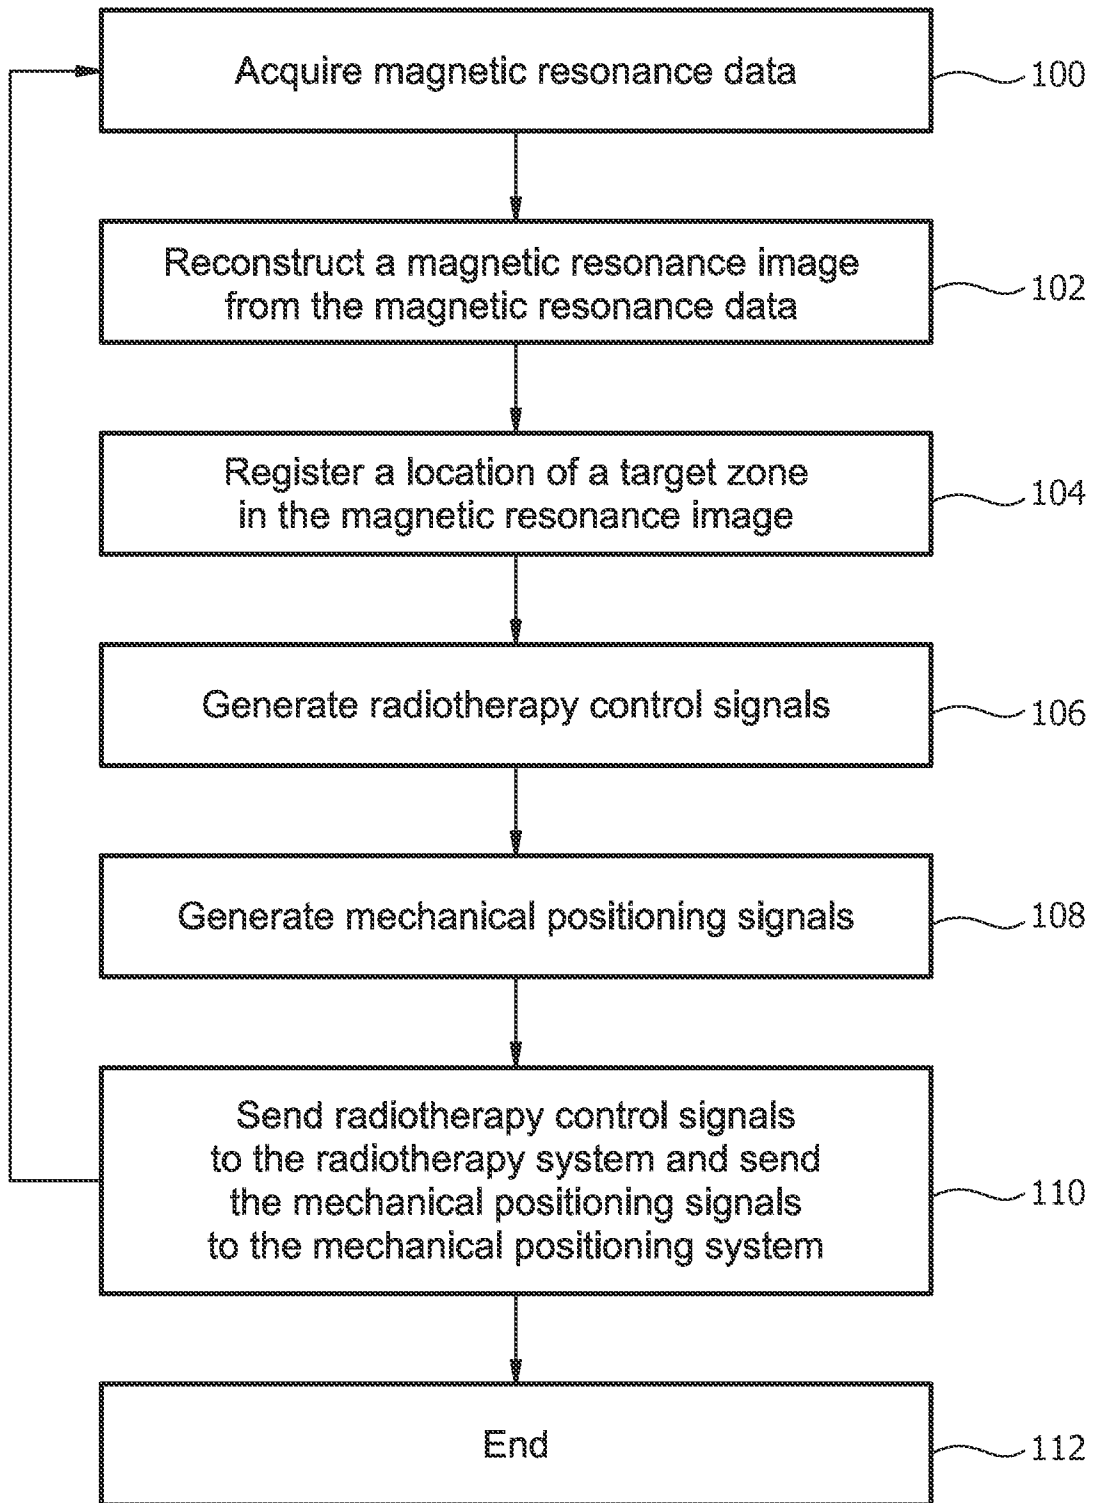 Acquire magnetic resonance data
100
Reconstruct a magnetic resonance image
from the magnetic resonance data
102
Register a location of a target zone
in the magnetic resonance image
104
Generate radiotherapy control signals
106
Generate mechanical positioning signals
108
Send radiotherapy control signals
to the radiotherapy system and send
the mechanical positioning signals
to the mechanical positioning system
110
End
112